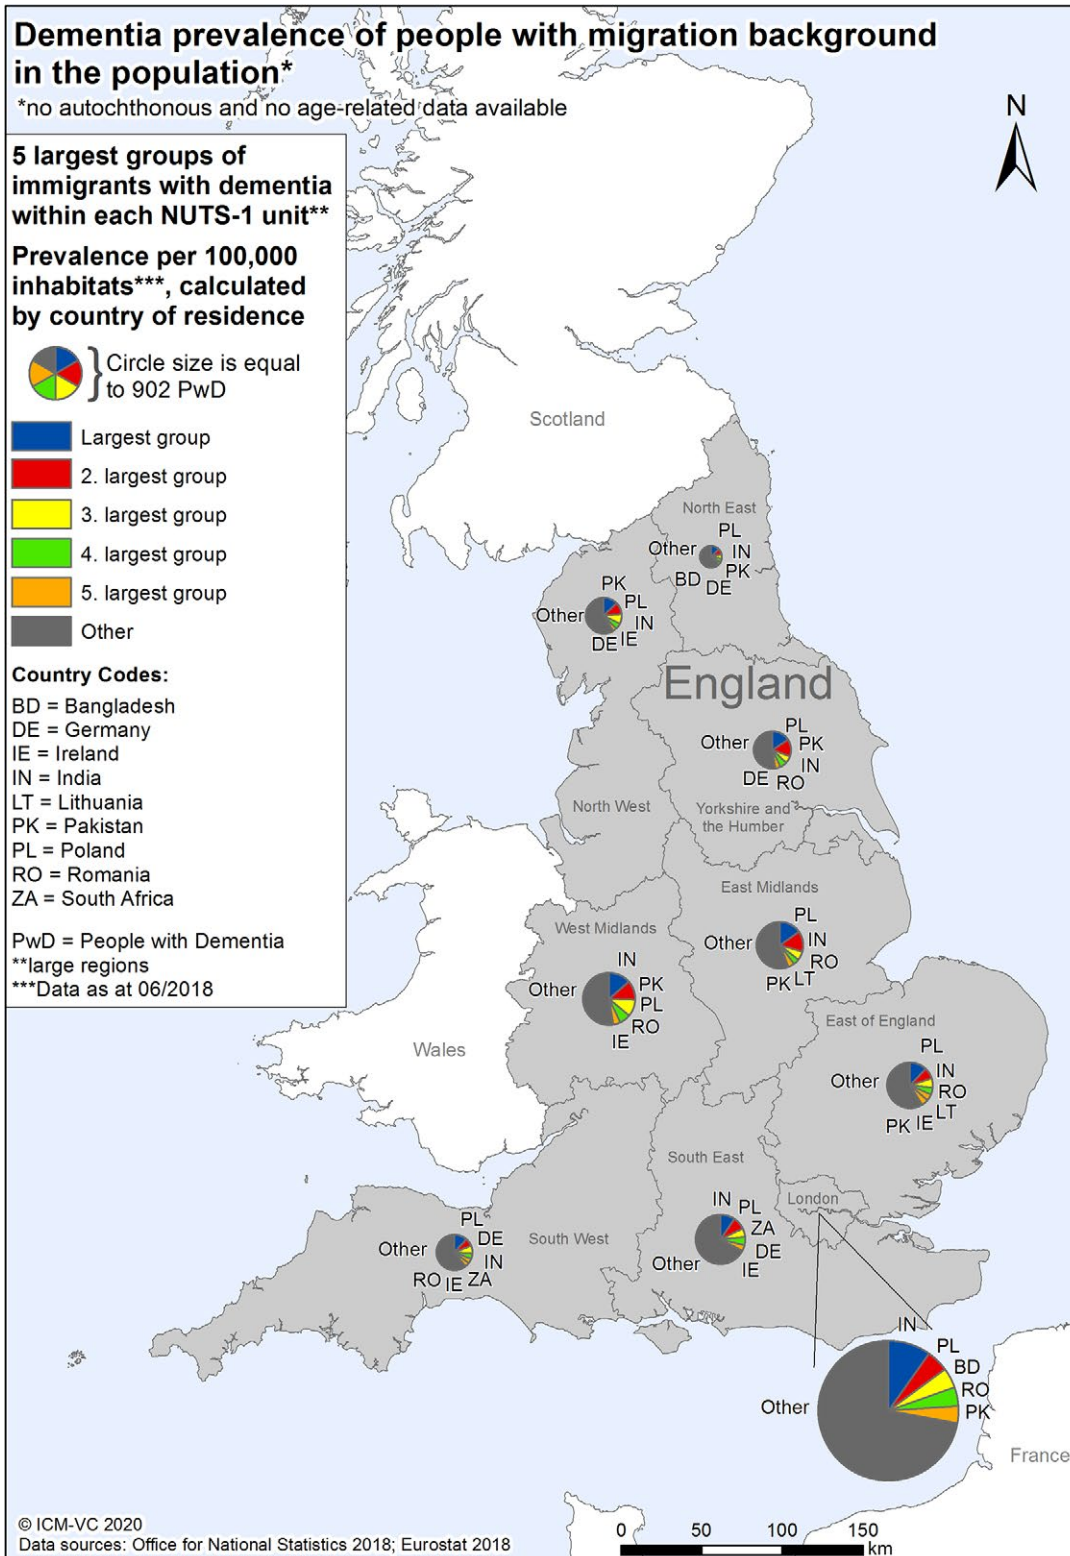 Dementia prevalence of people with migration background
in the population*
*no autochthonous and no age-related data available
N
5 largest groups of
immigrants with dementia
within each NUTS-1 unit**
Prevalence per 100,000
inhabitats***, calculated
by country of residence
Circle size is equal
to 902 PwD
Largest group
2. largest group
3. largest group
4. largest group
5. largest group
Other
Country Codes:
BD = Bangladesh
DE = Germany
IE = Ireland
IN = India
LT = Lithuania
PK = Pakistan
PL = Poland
RO = Romania
ZA = South Africa
PwD = People with Dementia
**large regions
***Data as at 06/2018
Scotland
North East
PL
Other
IN
PK
BD
DE
PK
PL
Other
IN
IE
DE
England
PL
Other
PK
IN
DE
RO
North West
Yorkshire and
the Humber
East Midlands
PL
Other
IN
RO
PK
LT
West Midlands
IN
Other
PK
PL
RO
IE
Wales
East of England
PL
Other
IN
RO
LT
PK
IE
South East
London
IN
PL
ZA
Other
DE
IE
South West
PL
Other
DE
IN
RO
IE
ZA
IN
PL
BD
Other
RO
PK
France
© ICM-VC 2020
Data sources: Office for National Statistics 2018; Eurostat 2018
0 50 100 150
km